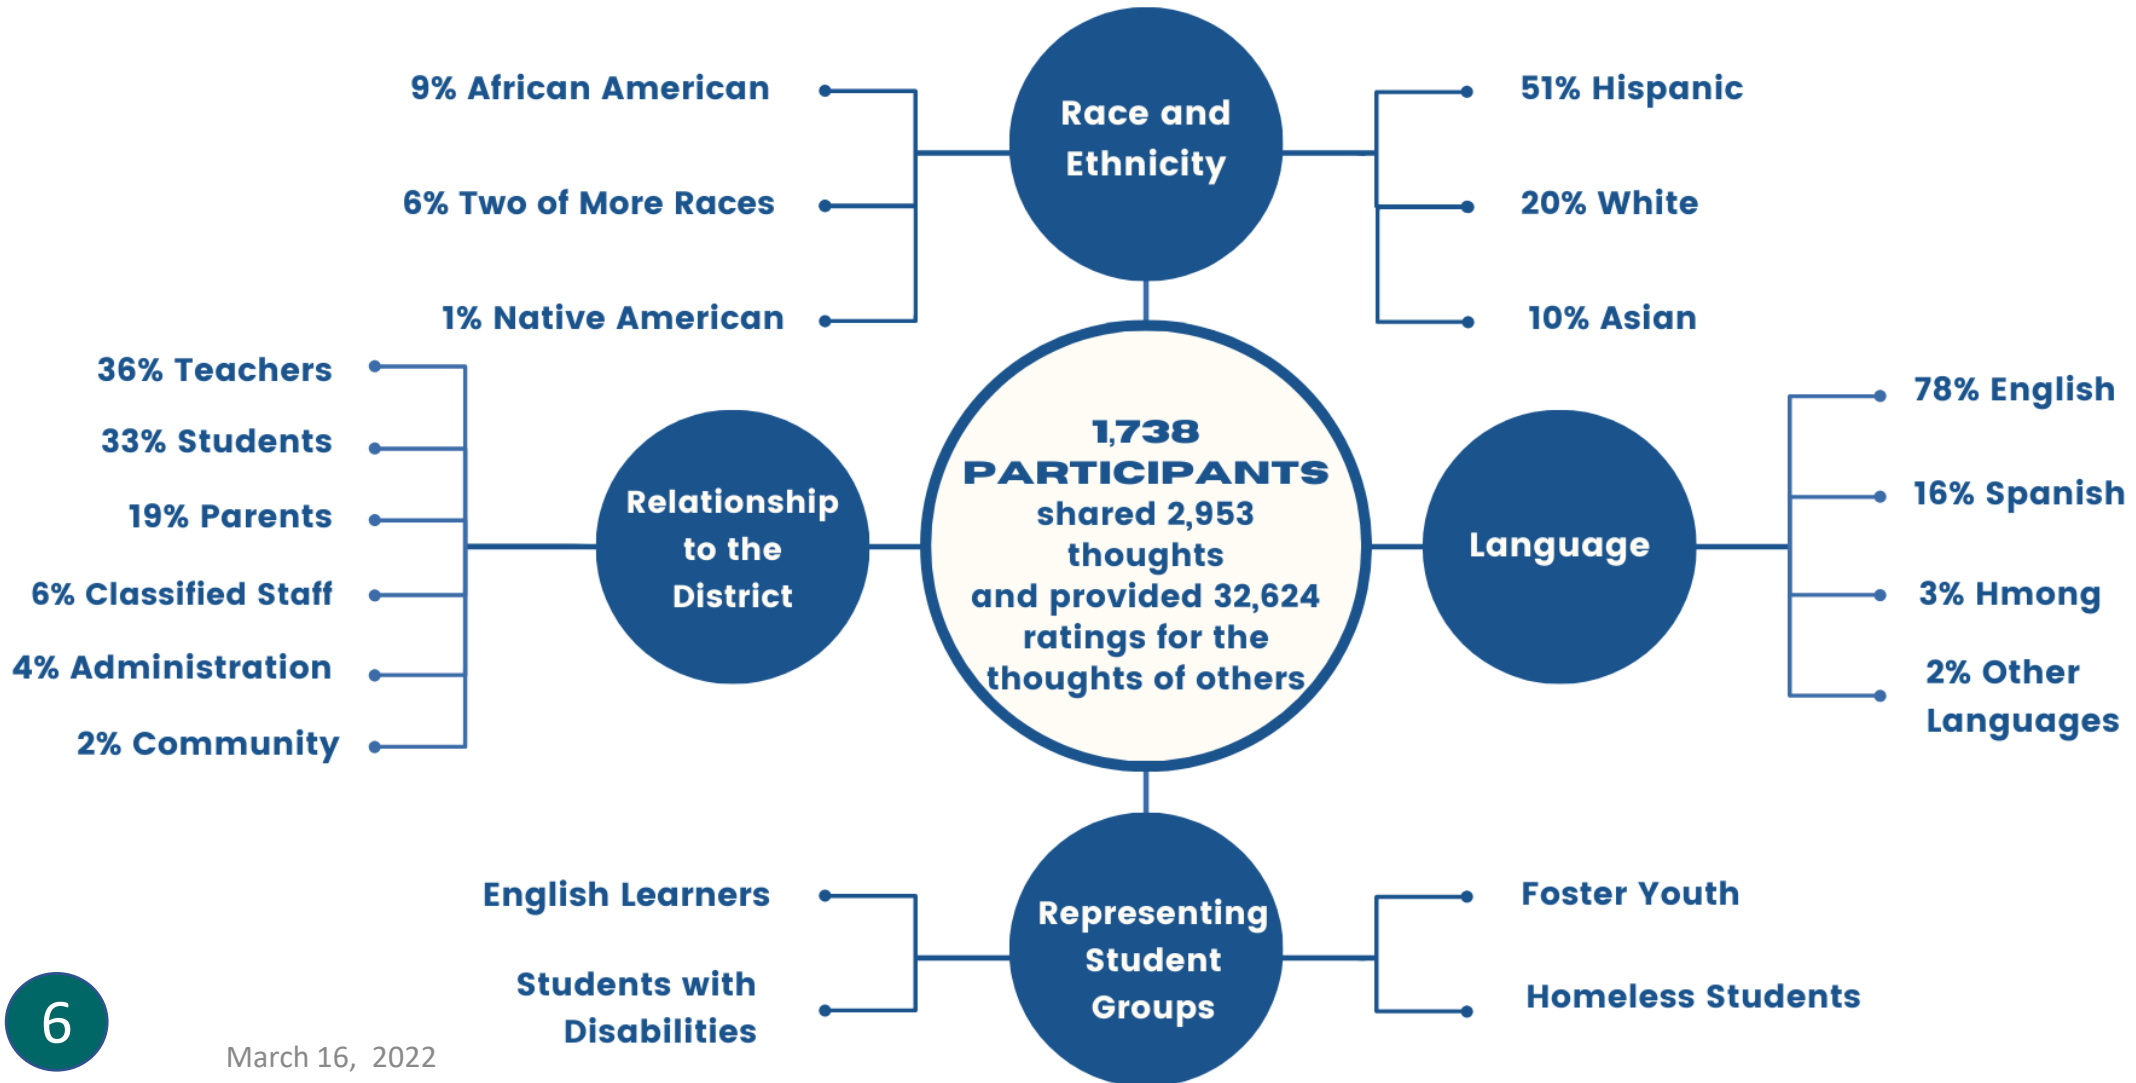 9% African American
6% Two of More Races
1% Native American
Race and
Ethnicity
51% Hispanic
20% White
10% Asian
36% Teachers
33% Students
19% Parents
6% Classified Staff
4% Administration
2% Community
Relationship
to the
District
1,738
PARTICIPANTS
shared 2,953
thoughts
and provided 32,624
ratings for the
thoughts of others
Language
78% English
16% Spanish
3% Hmong
2% Other
Languages
English Learners
Students with
Disabilities
Representing
Student
Groups
Foster Youth
Homeless Students
6
March 16, 2022